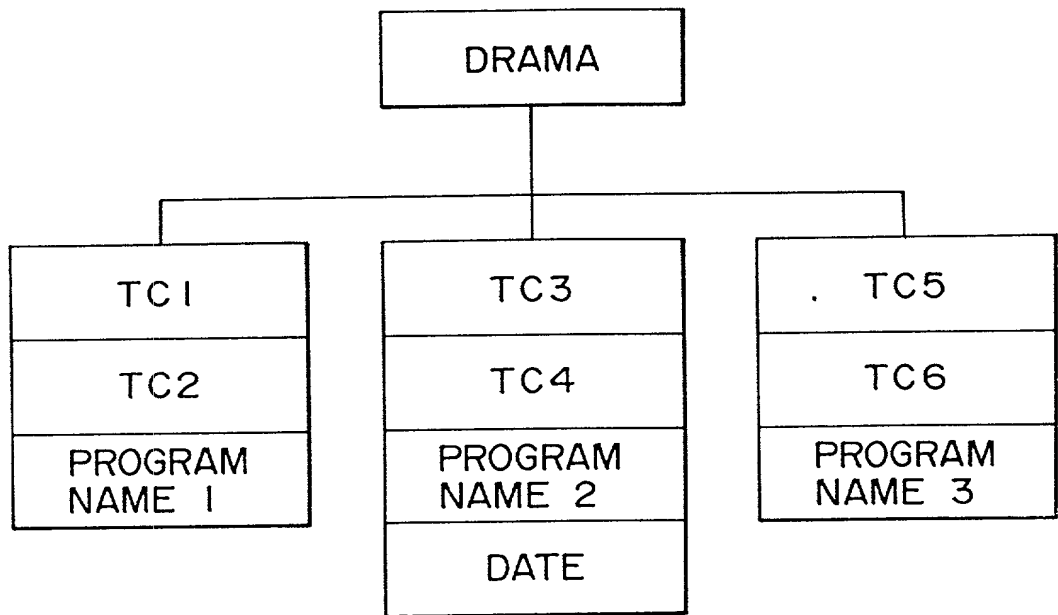 DRAMA
TC1
TC2
PROGRAM
NAME 1
TC3
TC4
PROGRAM
NAME 2
DATE
TC5
TC6
PROGRAM
NAME 3